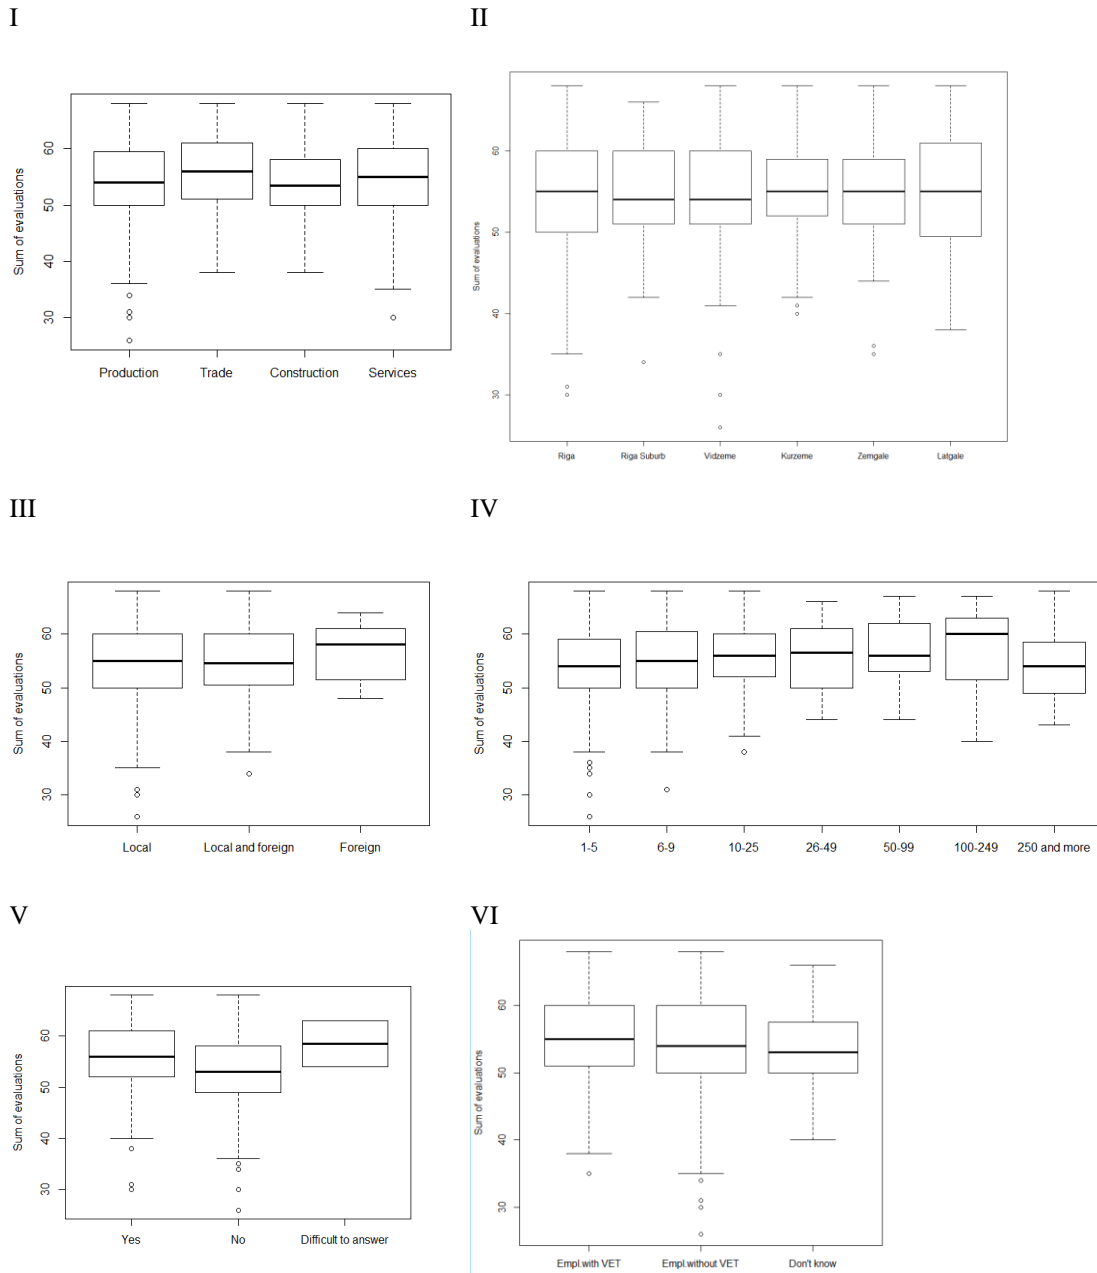 I
II
Sum of evaluations
60
50
40
30
Production Trade Construction Services
Sum of evaluations
60
50
40
30
Riga Riga Suburb Vidzeme Kurzeme Zemgale Latgale
III
IV
Sum of evaluations
60
50
40
30
Local Local and foreign Foreign
Sum of evaluations
60
50
40
30
1-5 6-9 10-25 26-49 50-99 100-249 250 and more
V
VI
Sum of evaluations
60
50
40
30
Yes No Difficult to answer
Sum of evaluations
60
50
40
30
Empl.with VET Empl.without VET Don't know